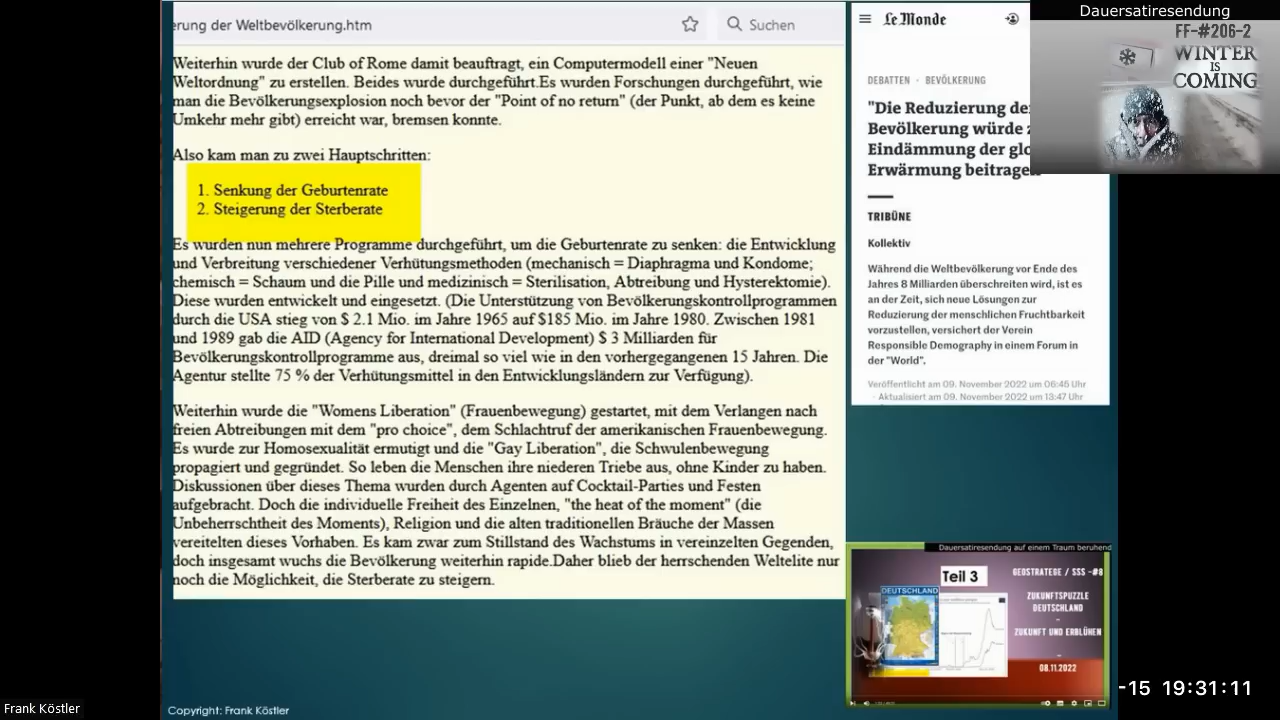 Dauersatiresendung
FF-#206-2
WINTER
IS
COMING
erung der Weltbevölkerung.htm
Suchen
Weiterhin wurde der Club of Rome damit beauftragt, ein Computermodell einer "Neuen
Weltordnung" zu erstellen. Beides wurde durchgeführt.Es wurden Forschungen durchgeführt, wie
man die Bevölkerungsexplosion noch bevor der "Point of no return" (der Punkt, ab dem es keine
Umkehr mehr gibt) erreicht war, bremsen konnte.
Also kam man zu zwei Hauptschritten:
1. Senkung der Geburtenrate
2. Steigerung der Sterberate
Es wurden nun mehrere Programme durchgeführt, um die Geburtenrate zu senken: die Entwicklung
und Verbreitung verschiedener Verhütungsmethoden (mechanisch = Diaphragma und Kondome;
chemisch = Schaum und die Pille und medizinisch = Sterilisation, Abtreibung und Hysterektomie).
Diese wurden entwickelt und eingesetzt. (Die Unterstützung von Bevölkerungskontrollprogrammen
durch die USA stieg von $ 2.1 Mio. im Jahre 1965 auf $185 Mio. im Jahre 1980. Zwischen 1981
und 1989 gab die AID (Agency for International Development) $ 3 Milliarden für
Bevölkerungskontrollprogramme aus, dreimal so viel wie in den vorhergegangenen 15 Jahren. Die
Agentur stellte 75 % der Verhütungsmittel in den Entwicklungsländern zur Verfügung).
Weiterhin wurde die "Womens Liberation" (Frauenbewegung) gestartet, mit dem Verlangen nach
freien Abtreibungen mit dem "pro choice", dem Schlachtruf der amerikanischen Frauenbewegung.
Es wurde zur Homosexualität ermutigt und die "Gay Liberation", die Schwulenbewegung
propagiert und gegründet. So leben die Menschen ihre niederen Triebe aus, ohne Kinder zu haben.
Diskussionen über dieses Thema wurden durch Agenten auf Cocktail-Parties und Festen
aufgebracht. Doch die individuelle Freiheit des Einzelnen, "the heat of the moment" (die
Unbeherrschtheit des Moments), Religion und die alten traditionellen Bräuche der Massen
vereitelten dieses Vorhaben. Es kam zwar zum Stillstand des Wachstums in vereinzelten Gegenden,
doch insgesamt wuchs die Bevölkerung weiterhin rapide.Daher blieb der herrschenden Weltelite nur
noch die Möglichkeit, die Sterberate zu steigern.
Le Monde
DEBATTEN · BEVÖLKERUNG
"Die Reduzierung de
Bevölkerung würde
Eindämmung der glo
Erwärmung beitragen
TRIBÜNE
Kollektiv
Während die Weltbevölkerung vor Ende des
Jahres 8 Milliarden überschreiten wird, ist es
an der Zeit, sich neue Lösungen zur
Reduzierung der menschlichen Fruchtbarkeit
vorzustellen, versichert der Verein
Responsible Demography in einem Forum in
der "World".
Veröffentlicht am 09. November 2022 um 06:45 Uhr
· Aktualisiert am 09. November 2022 um 13:47 Uhr
Dauersatiresendung auf einem Traum beruhend
Teil 3
GEOSTRATEGE / SSS -#8
DEUTSCHLAND
ZUKUNFTSPUZZLE
DEUTSCHLAND
-
ZUKUNFT UND ERBLÜHEN
-
08.11.2022
-15 19:31:11
Frank Köstler
Copyright: Frank Köstler